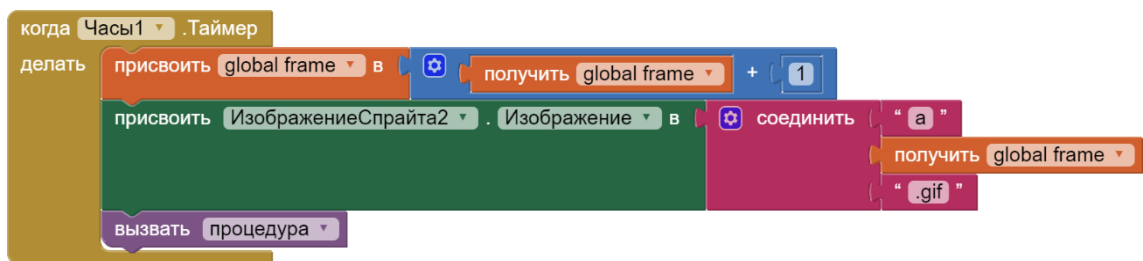 когда Часы1 .Таймер
делать присвоить global frame в получить global frame + 1
присвоить ИзображениеСпрайта2 . Изображение в соединить " a "
получить global frame
" .gif "
вызвать процедура